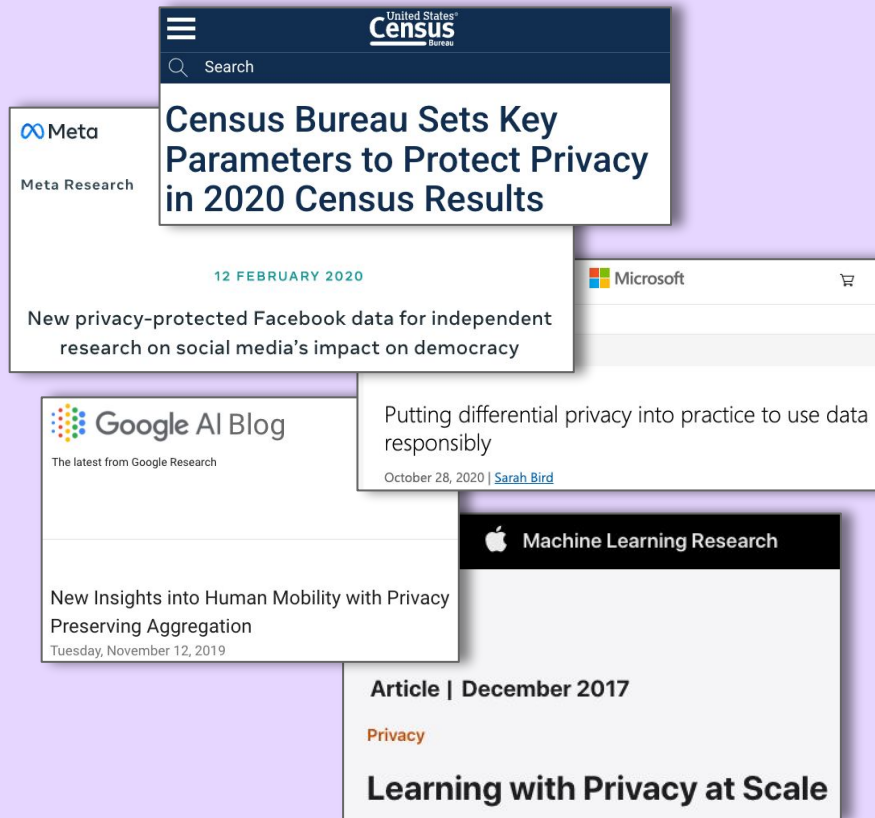 United States®
Census
Bureau
Search
Census Bureau Sets Key
Parameters to Protect Privacy
in 2020 Census Results
Meta
Meta Research
12 FEBRUARY 2020
New privacy-protected Facebook data for independent
research on social media's impact on democracy
Microsoft
Putting differential privacy into practice to use data
responsibly
October 28, 2020 | Sarah Bird
Google AI Blog
The latest from Google Research
New Insights into Human Mobility with Privacy
Preserving Aggregation
Tuesday, November 12, 2019
Machine Learning Research
Article | December 2017
Privacy
Learning with Privacy at Scale